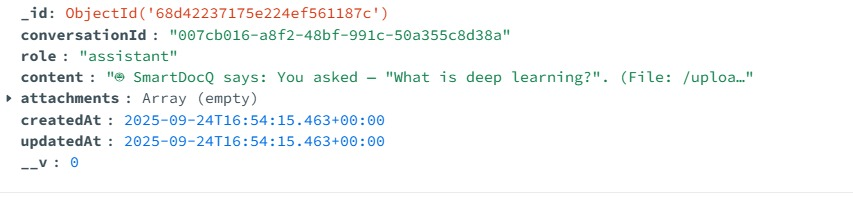 _id: ObjectId('68d42237175e224ef561187c')
conversationId : "007cb016-a8f2-48bf-991c-50a355c8d38a"
role : "assistant"
content : "🤖 SmartDocQ says: You asked — "What is deep learning?". (File: /uploa…"
attachments : Array (empty)
createdAt : 2025-09-24T16:54:15.463+00:00
updatedAt : 2025-09-24T16:54:15.463+00:00
__v : 0